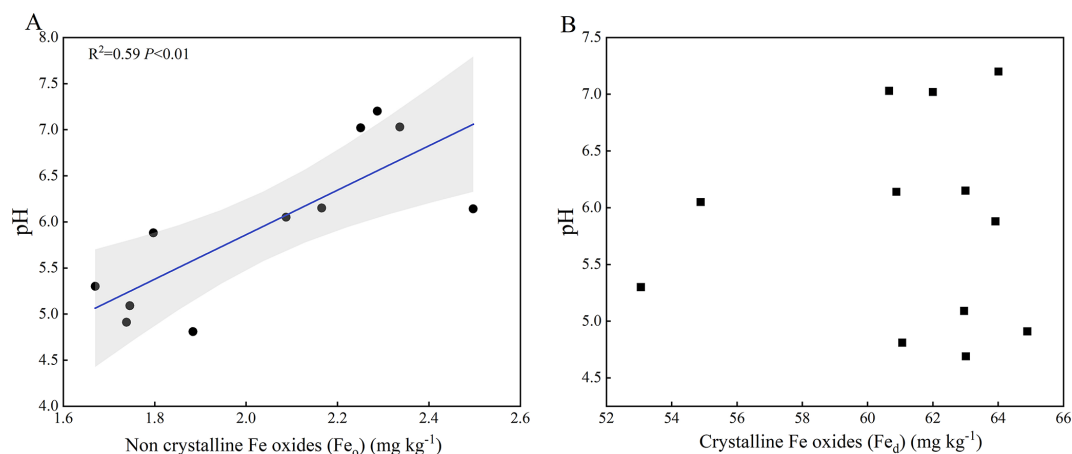 A
R²=0.59 P<0.01
8.0
7.5
7.0
6.5
6.0
5.5
5.0
4.5
4.0
pH
1.6 1.8 2.0 2.2 2.4 2.6
Non crystalline Fe oxides (Feₒ) (mg kg⁻¹)
B
7.5
7.0
6.5
6.0
5.5
5.0
4.5
pH
52 54 56 58 60 62 64 66
Crystalline Fe oxides (Fe_d) (mg kg⁻¹)